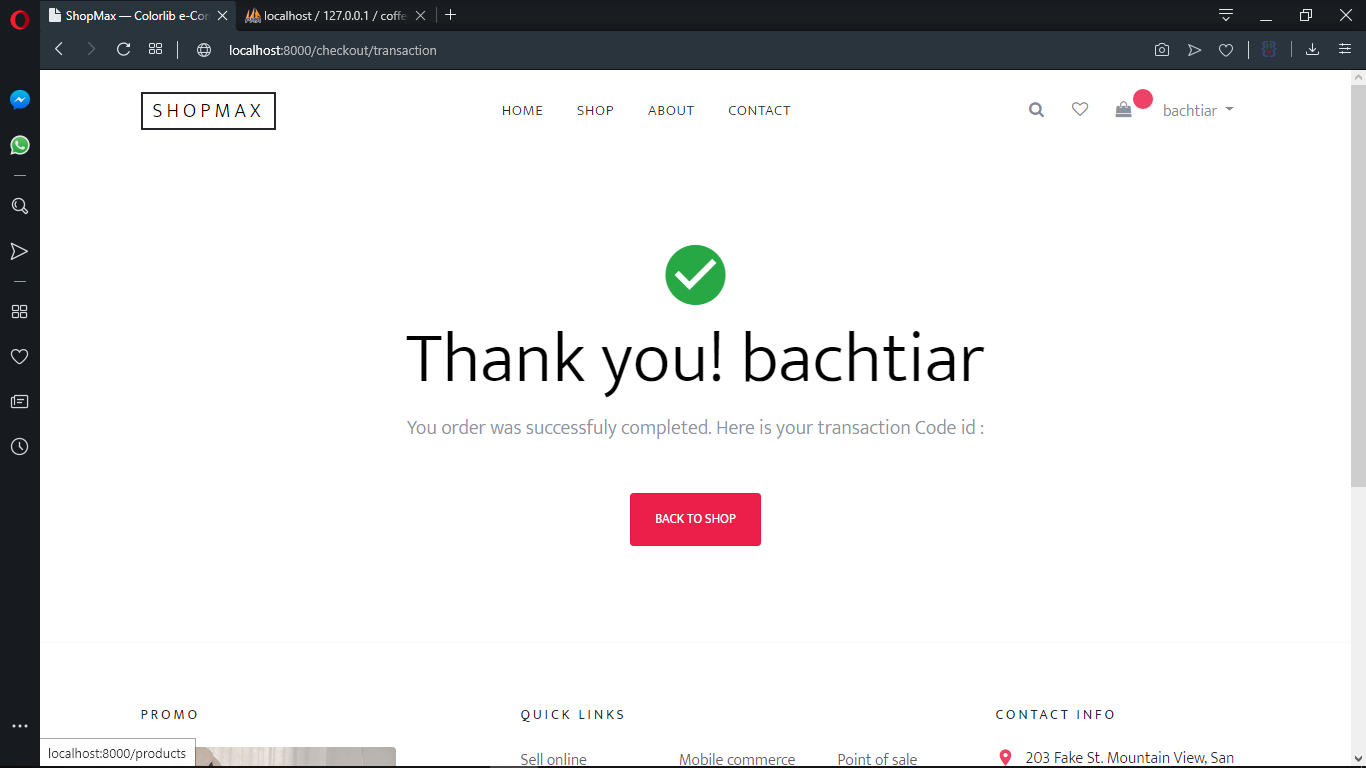 ShopMax — Colorlib e-Cor
localhost / 127.0.0.1 / coffe
localhost:8000/checkout/transaction
SHOPMAX
HOME SHOP ABOUT CONTACT
bachtiar
Thank you! bachtiar
You order was successfuly completed. Here is your transaction Code id :
BACK TO SHOP
PROMO
QUICK LINKS
CONTACT INFO
Sell online
Mobile commerce
Point of sale
203 Fake St. Mountain View, San
localhost:8000/products